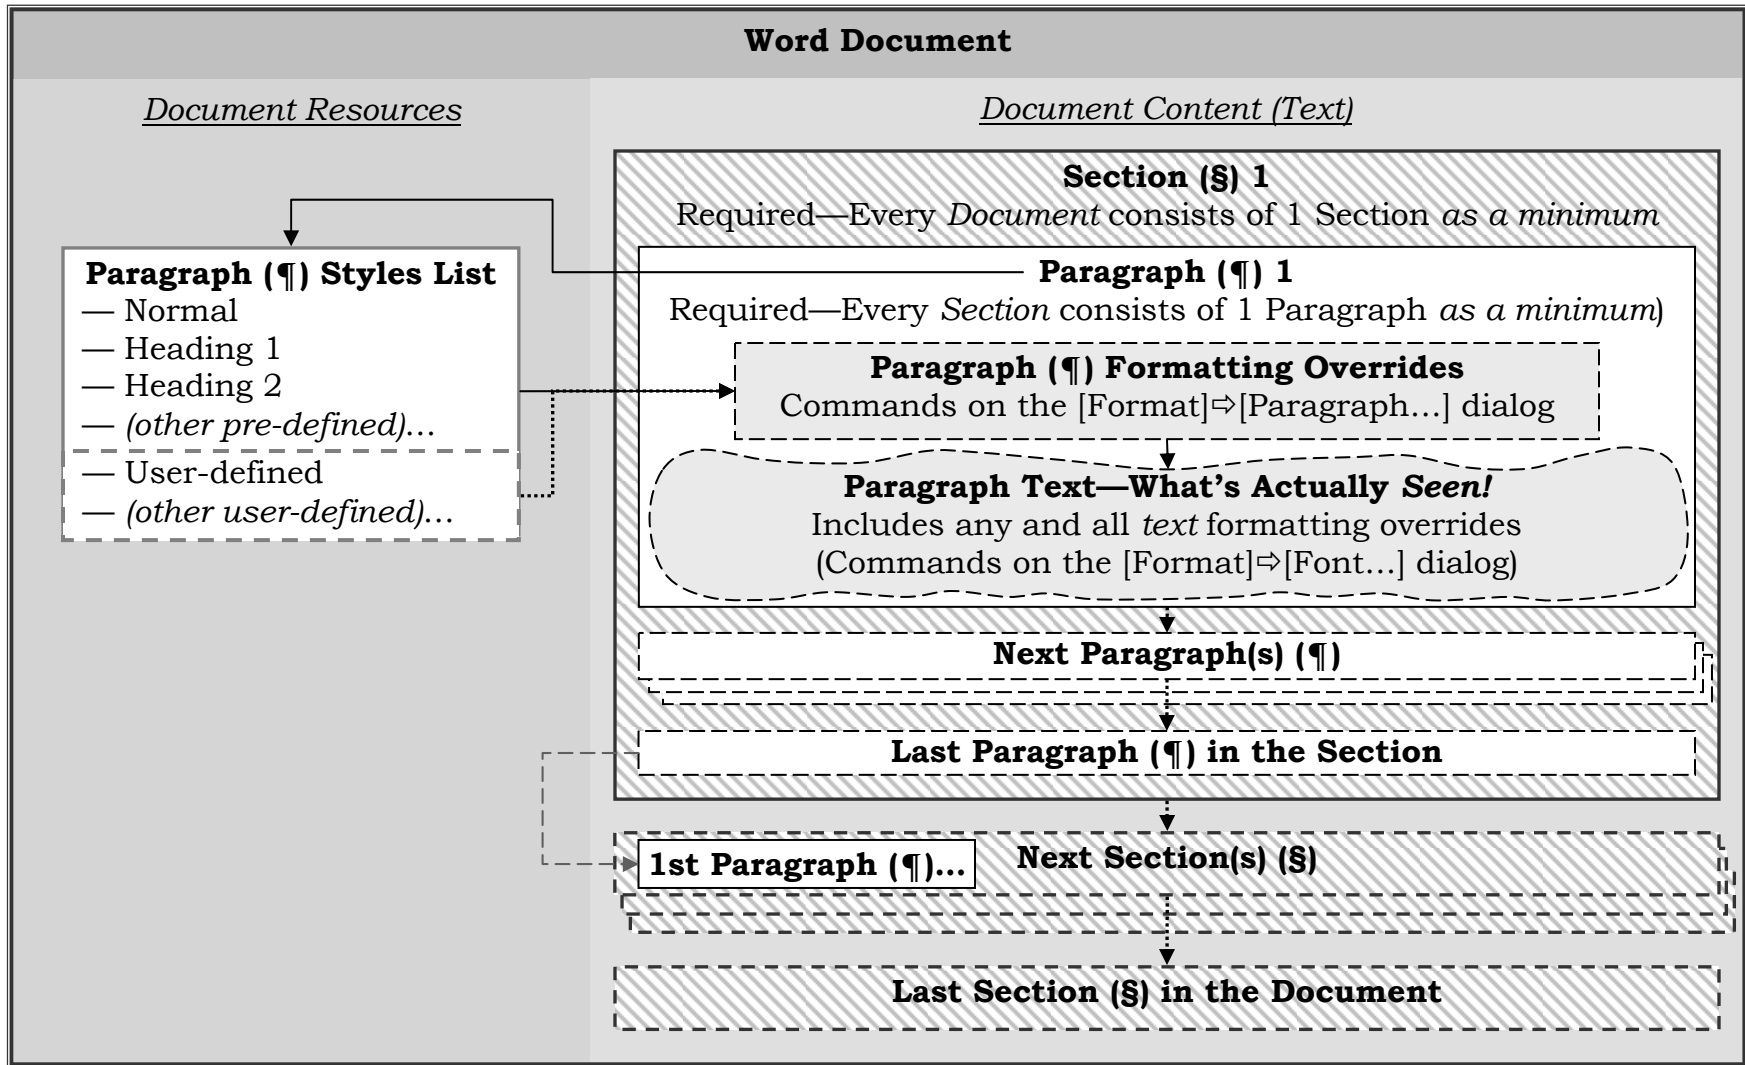 Word Document
Document Resources
Document Content (Text)
Section (§) 1
Required—Every Document consists of 1 Section as a minimum
Paragraph (¶) Styles List
— Normal
— Heading 1
— Heading 2
— (other pre-defined)…
— User-defined
— (other user-defined)…
Paragraph (¶) 1
Required—Every Section consists of 1 Paragraph as a minimum)
Paragraph (¶) Formatting Overrides
Commands on the [Format]⇨[Paragraph…] dialog
Paragraph Text—What’s Actually Seen!
Includes any and all text formatting overrides
(Commands on the [Format]⇨[Font…] dialog)
Next Paragraph(s) (¶)
Last Paragraph (¶) in the Section
1st Paragraph (¶)…
Next Section(s) (§)
Last Section (§) in the Document